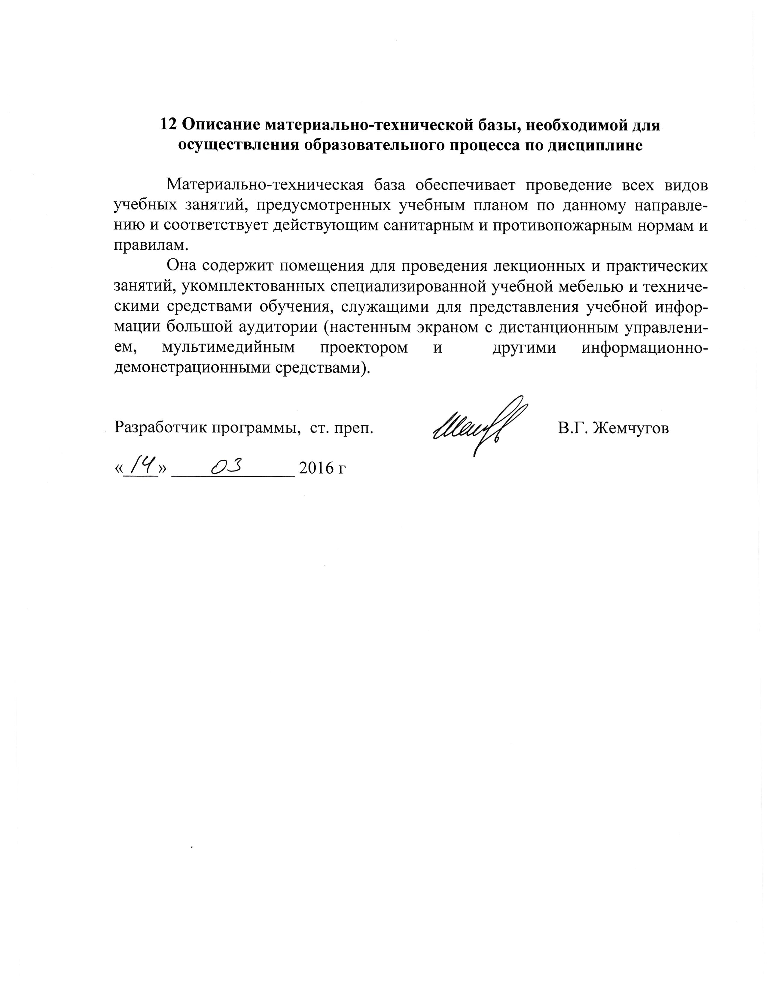 12 Описание материально-технической базы, необходимой для
осуществления образовательного процесса по дисциплине
Материально-техническая база обеспечивает проведение всех видов
учебных занятий, предусмотренных учебным планом по данному направле-
нию и соответствует действующим санитарным и противопожарным нормам и
правилам.
Она содержит помещения для проведения лекционных и практических
занятий, укомплектованных специализированной учебной мебелью и техниче-
скими средствами обучения, служащими для представления учебной инфор-
мации большой аудитории (настенным экраном с дистанционным управлени-
ем, мультимедийным проектором и другими информационно-
демонстрационными средствами).
Разработчик программы, ст. преп. В.Г. Жемчугов
«14» 03 2016 г